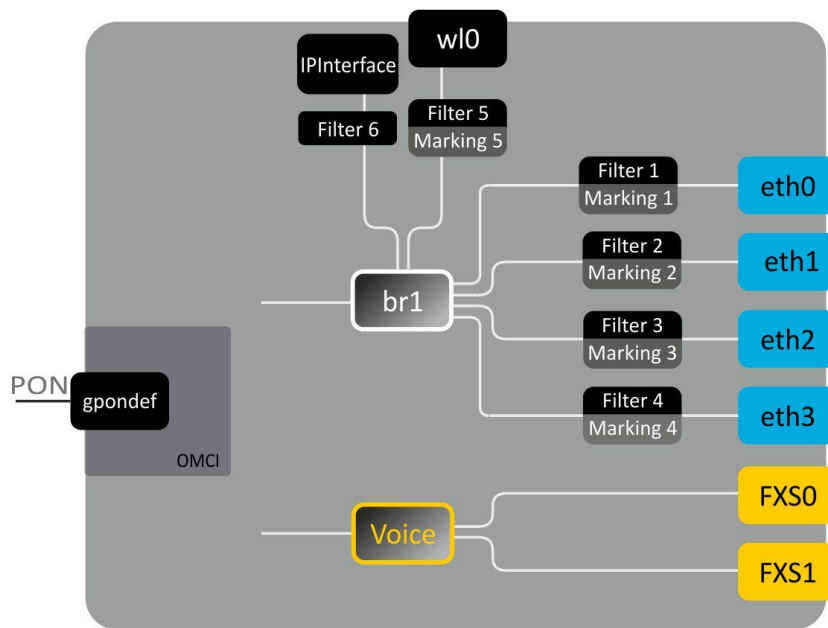 wl0
IPInterface
Filter 6
Filter 5
Marking 5
Filter 1
Marking 1
eth0
Filter 2
Marking 2
eth1
br1
Filter 3
Marking 3
eth2
PON
gpondef
OMCI
Filter 4
Marking 4
eth3
Voice
FXS0
FXS1